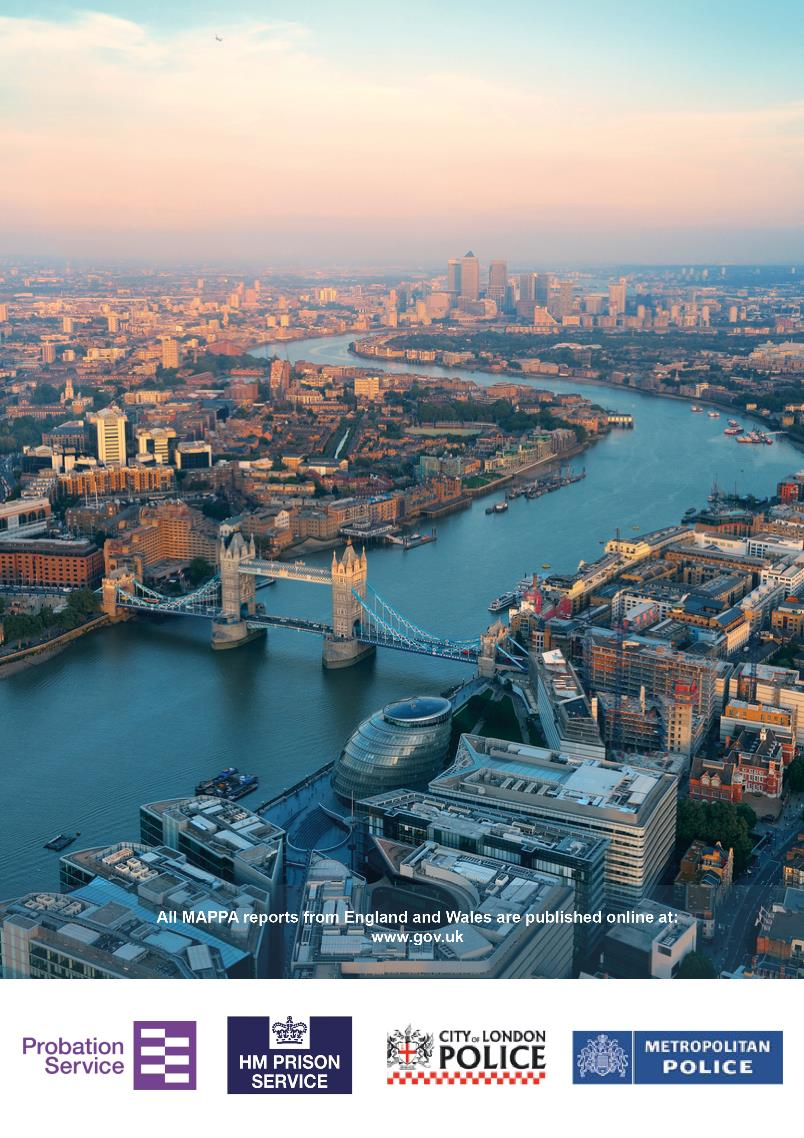 All MAPPA reports from England and Wales are published online at:
www.gov.uk
Probation
Service
HM PRISON
SERVICE
CITY OF LONDON
POLICE
METROPOLITAN
POLICE